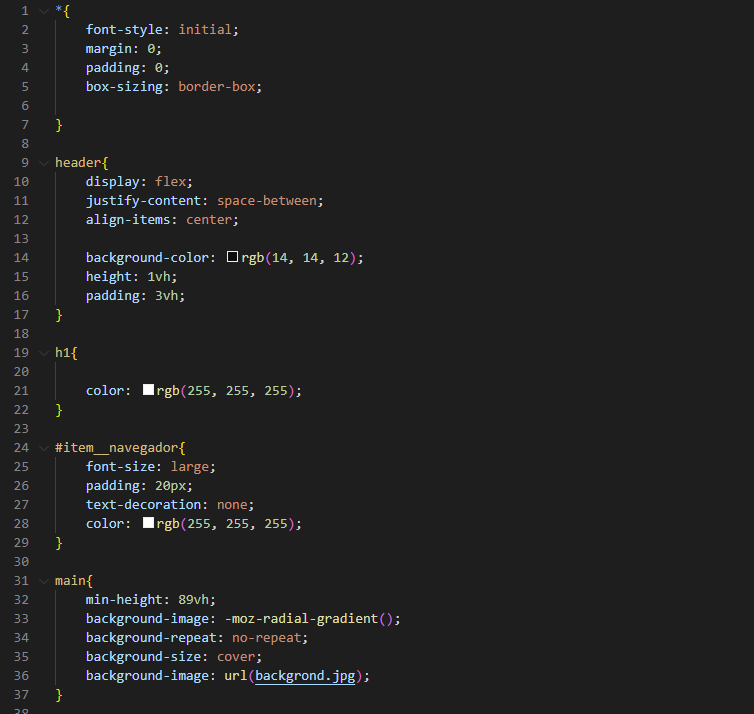 1 *{
2 font-style: initial;
3 margin: 0;
4 padding: 0;
5 box-sizing: border-box;
6
7 }
8
9 header{
10 display: flex;
11 justify-content: space-between;
12 align-items: center;
13
14 background-color: rgb(14, 14, 12);
15 height: 1vh;
16 padding: 3vh;
17 }
18
19 h1{
20
21 color: rgb(255, 255, 255);
22 }
23
24 #item__navegador{
25 font-size: large;
26 padding: 20px;
27 text-decoration: none;
28 color: rgb(255, 255, 255);
29 }
30
31 main{
32 min-height: 89vh;
33 background-image: -moz-radial-gradient();
34 background-repeat: no-repeat;
35 background-size: cover;
36 background-image: url(backgrond.jpg);
37 }
38